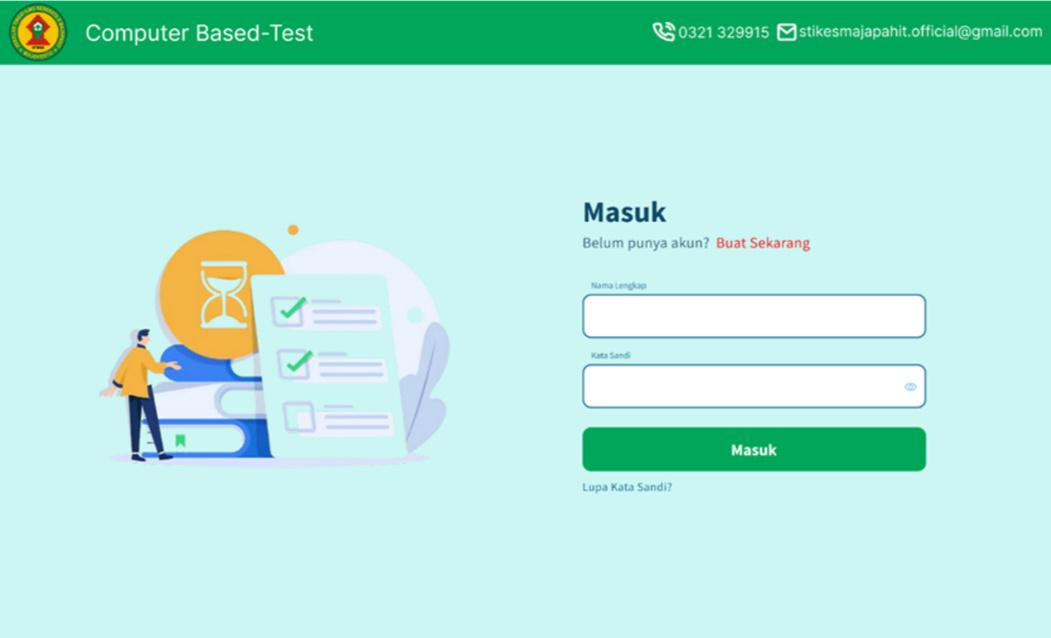 Computer Based-Test
0321 329915 stikesmajapahit.official@gmail.com
Masuk
Belum punya akun? Buat Sekarang
Nama Lengkap
Kata Sandi
Masuk
Lupa Kata Sandi?